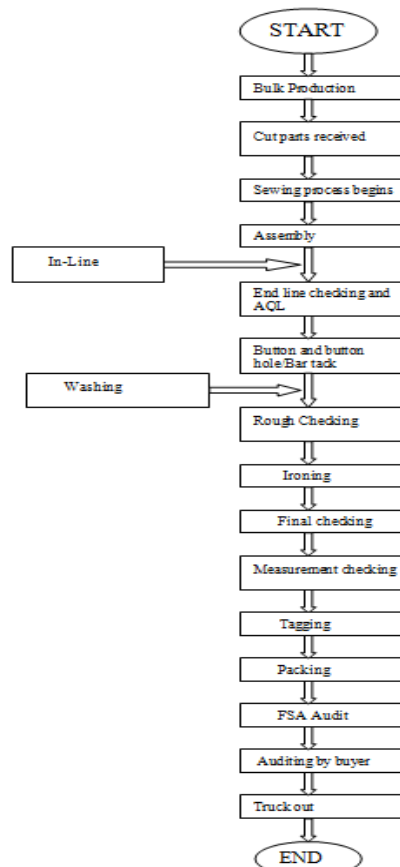 START
Bulk Production
Cut parts received
Sewing process begins
Assembly
In-Line
End line checking and
AQL
Button and button
hole/Bar tack
Washing
Rough Checking
Ironing
Final checking
Measurement checking
Tagging
Packing
FSA Audit
Auditing by buyer
Truck out
END